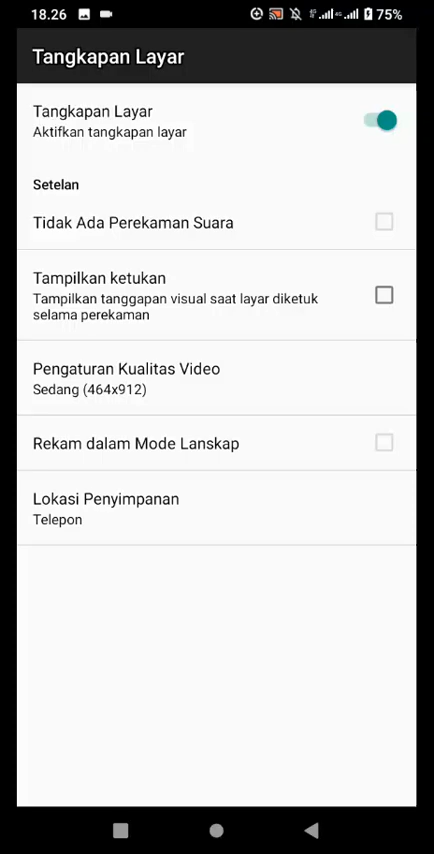 18.26
75%
Tangkapan Layar
Tangkapan Layar
Aktifkan tangkapan layar
Setelan
Tidak Ada Perekaman Suara
Tampilkan ketukan
Tampilkan tanggapan visual saat layar diketuk
selama perekaman
Pengaturan Kualitas Video
Sedang (464x912)
Rekam dalam Mode Lanskap
Lokasi Penyimpanan
Telepon